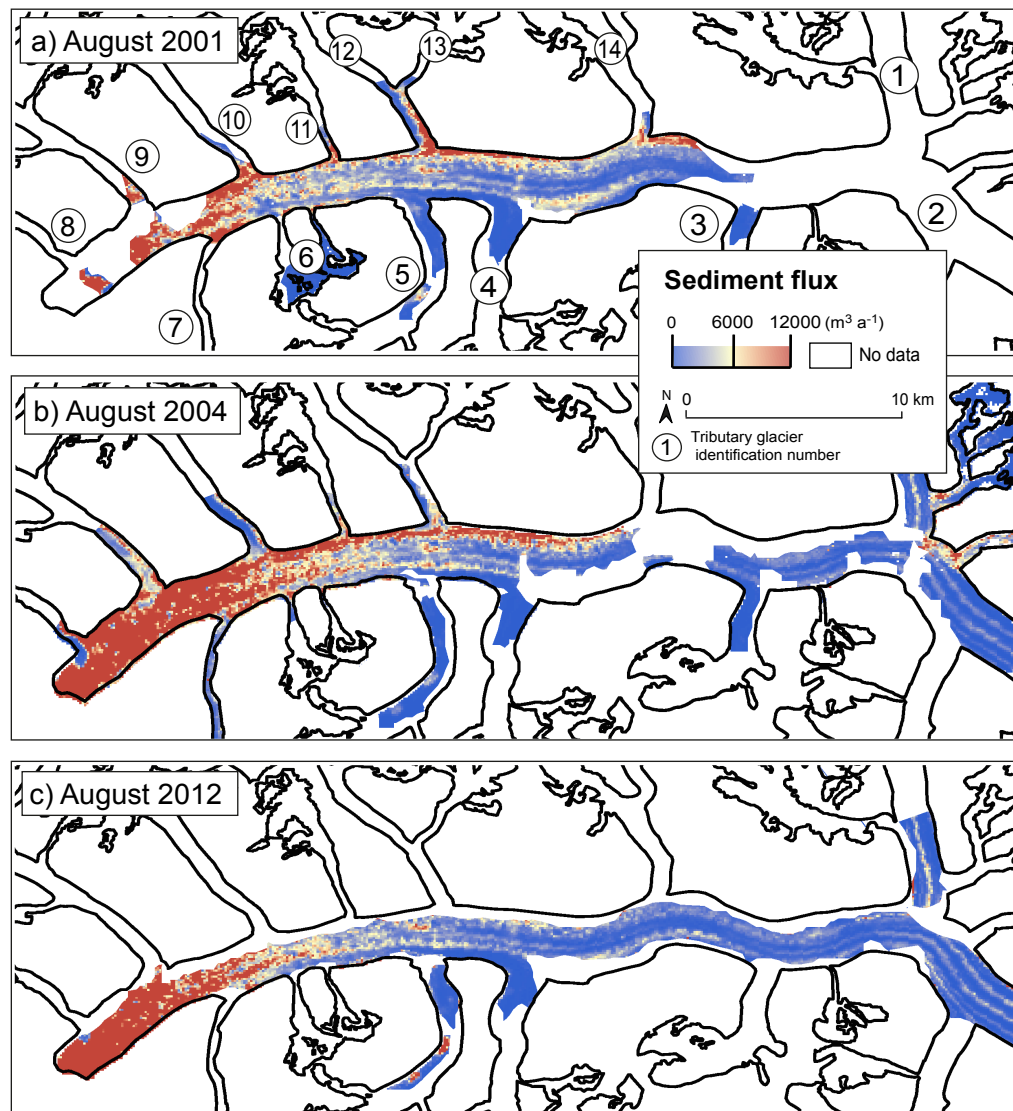 a) August 2001
12
13
14
1
10
11
9
8
3
2
6
5
4
7
Sediment flux
0 6000 12000 (m³ a⁻¹)
No data
N
0 10 km
1 Tributary glacier
identification number
b) August 2004
c) August 2012